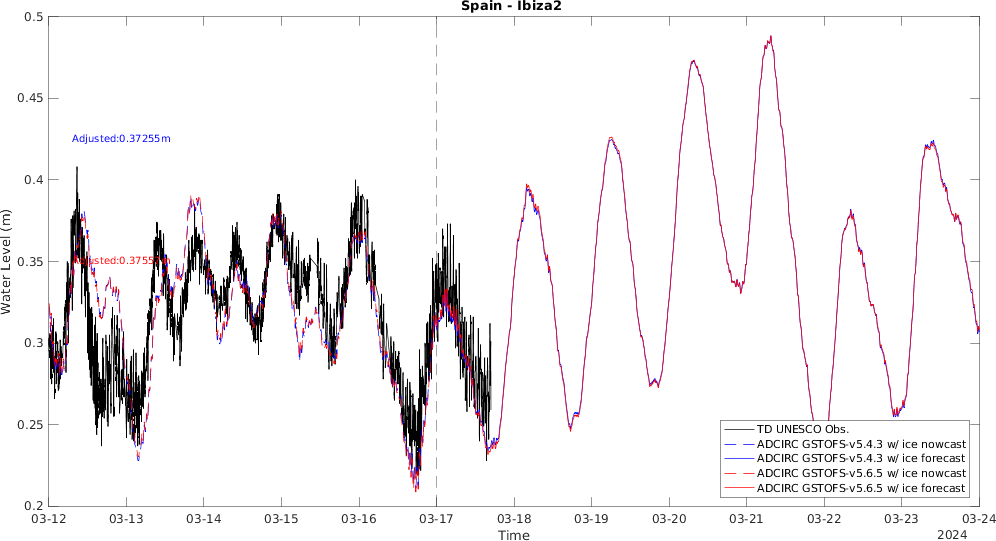 Spain - Ibiza2
0.5
0.45
0.4
0.35
0.3
0.25
0.2
Water Level (m)
Adjusted:0.37255m
03-12
03-13
03-14
03-15
03-16
03-17
03-18
03-19
03-20
03-21
03-22
03-23
03-24
Time
2024
TD UNESCO Obs.
ADCIRC GSTOFS-v5.4.3 w/ ice nowcast
ADCIRC GSTOFS-v5.4.3 w/ ice forecast
ADCIRC GSTOFS-v5.6.5 w/ ice nowcast
ADCIRC GSTOFS-v5.6.5 w/ ice forecast